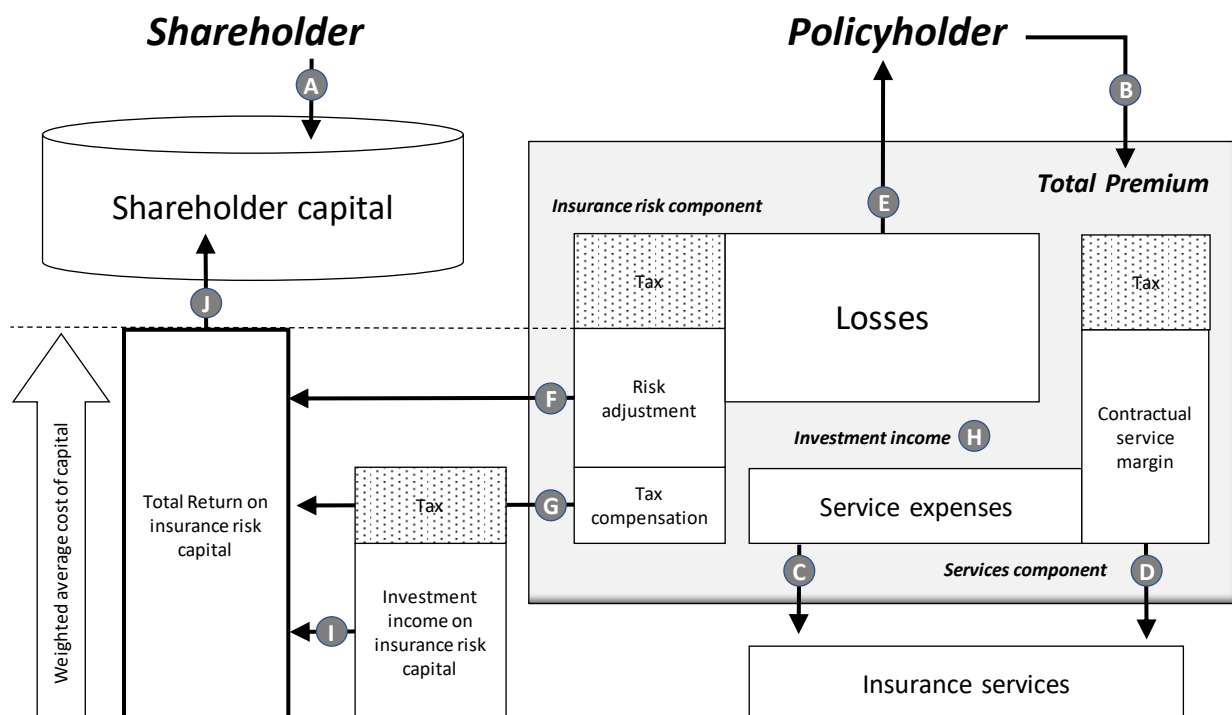 Shareholder
Policyholder
A
B
Shareholder capital
Total Premium
E
Insurance risk component
Tax
Losses
Tax
J
Risk
adjustment
F
Contractual
service
margin
Investment income
H
Weighted average cost of capital
Total Return on
insurance risk
capital
Tax
G
Tax
compensation
Service expenses
C
Services component
D
Investment
income on
insurance risk
capital
I
Insurance services